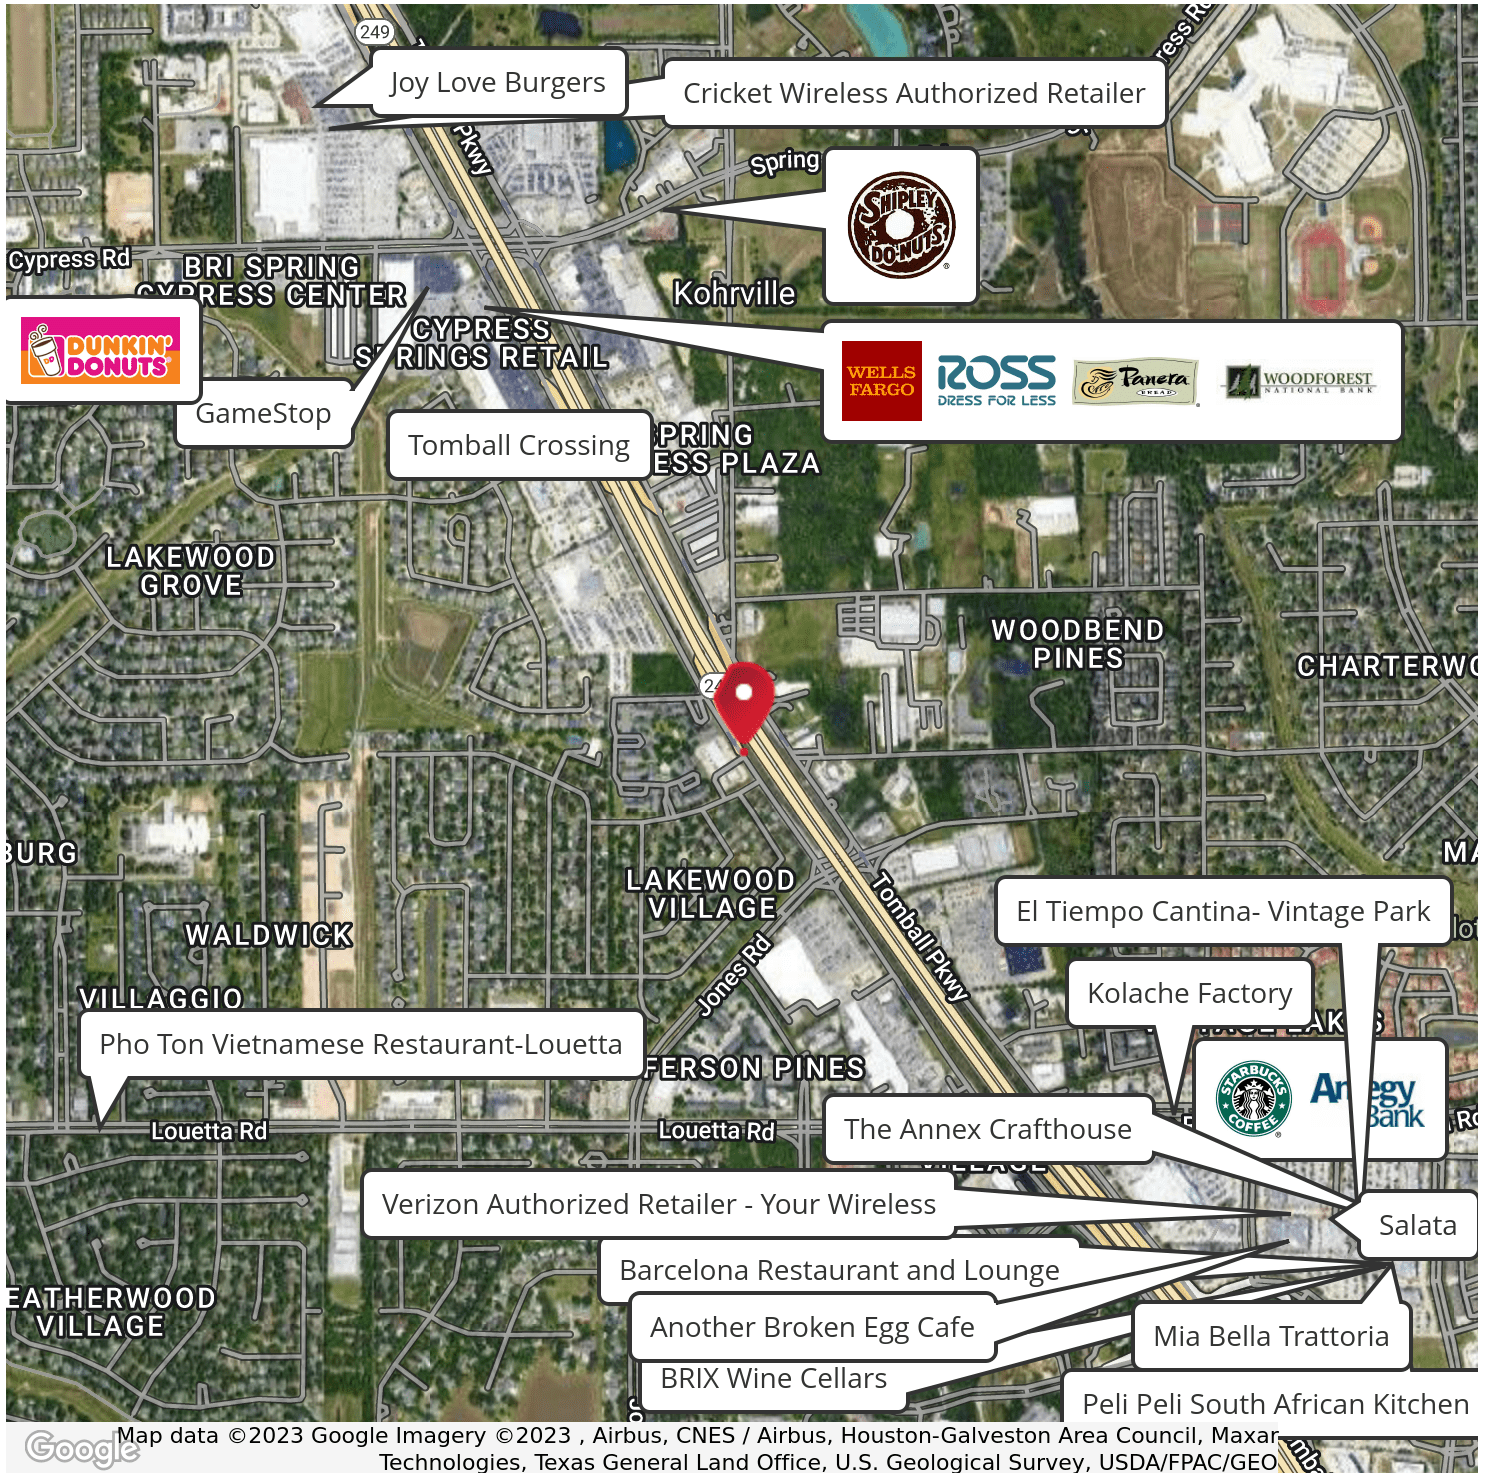 249
Joy Love Burgers
Cricket Wireless Authorized Retailer
Pkwy
Spring
SHIPLEY
DO-NUTS
Cypress Rd
BRI SPRING
CYPRESS CENTER
Kohrville
DUNKIN'
DONUTS
CYPRESS
SPRINGS RETAIL
WELLS
FARGO
ROSS
DRESS FOR LESS
Panera
BREAD
WOODFOREST
NATIONAL BANK
GameStop
Tomball Crossing
SPRING
ESS PLAZA
LAKEWOOD
GROVE
WOODBEND
PINES
CHARTERWO
24
BURG
MA
LAKEWOOD
VILLAGE
Tomball Pkwy
El Tiempo Cantina- Vintage Park
WALDWICK
Jones Rd
Kolache Factory
VILLAGGIO
Pho Ton Vietnamese Restaurant-Louetta
FERSON PINES
STARBUCKS
COFFEE
Bank
The Annex Crafthouse
Louetta Rd
Louetta Rd
VILLAGE
Verizon Authorized Retailer - Your Wireless
Salata
Barcelona Restaurant and Lounge
EATHERWOOD
VILLAGE
Another Broken Egg Cafe
Mia Bella Trattoria
BRIX Wine Cellars
Peli Peli South African Kitchen
Google
Map data ©2023 Google Imagery ©2023 , Airbus, CNES / Airbus, Houston-Galveston Area Council, Maxar
Technologies, Texas General Land Office, U.S. Geological Survey, USDA/FPAC/GEO